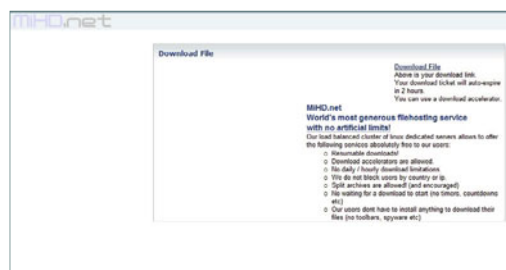 MiHD.net
Download File
Download File
Above is your download link.
Your download ticket will auto-expire
in 2 hours.
You can use a download accelerator.
MiHD.net
World's most generous filehosting service
with no artificial limits!
Our load balanced cluster of linux dedicated servers allows to offer
the following services absolutely free to our users:
o Resumable downloads!
o Download accelerators are allowed.
o No daily / hourly download limitations
o We do not block users by country or ip.
o Split archives are allowed! (and encouraged)
o No waiting for a download to start (no timers, countdowns
etc)
o Our users dont have to install anything to download their
files (no toolbars, spyware etc)